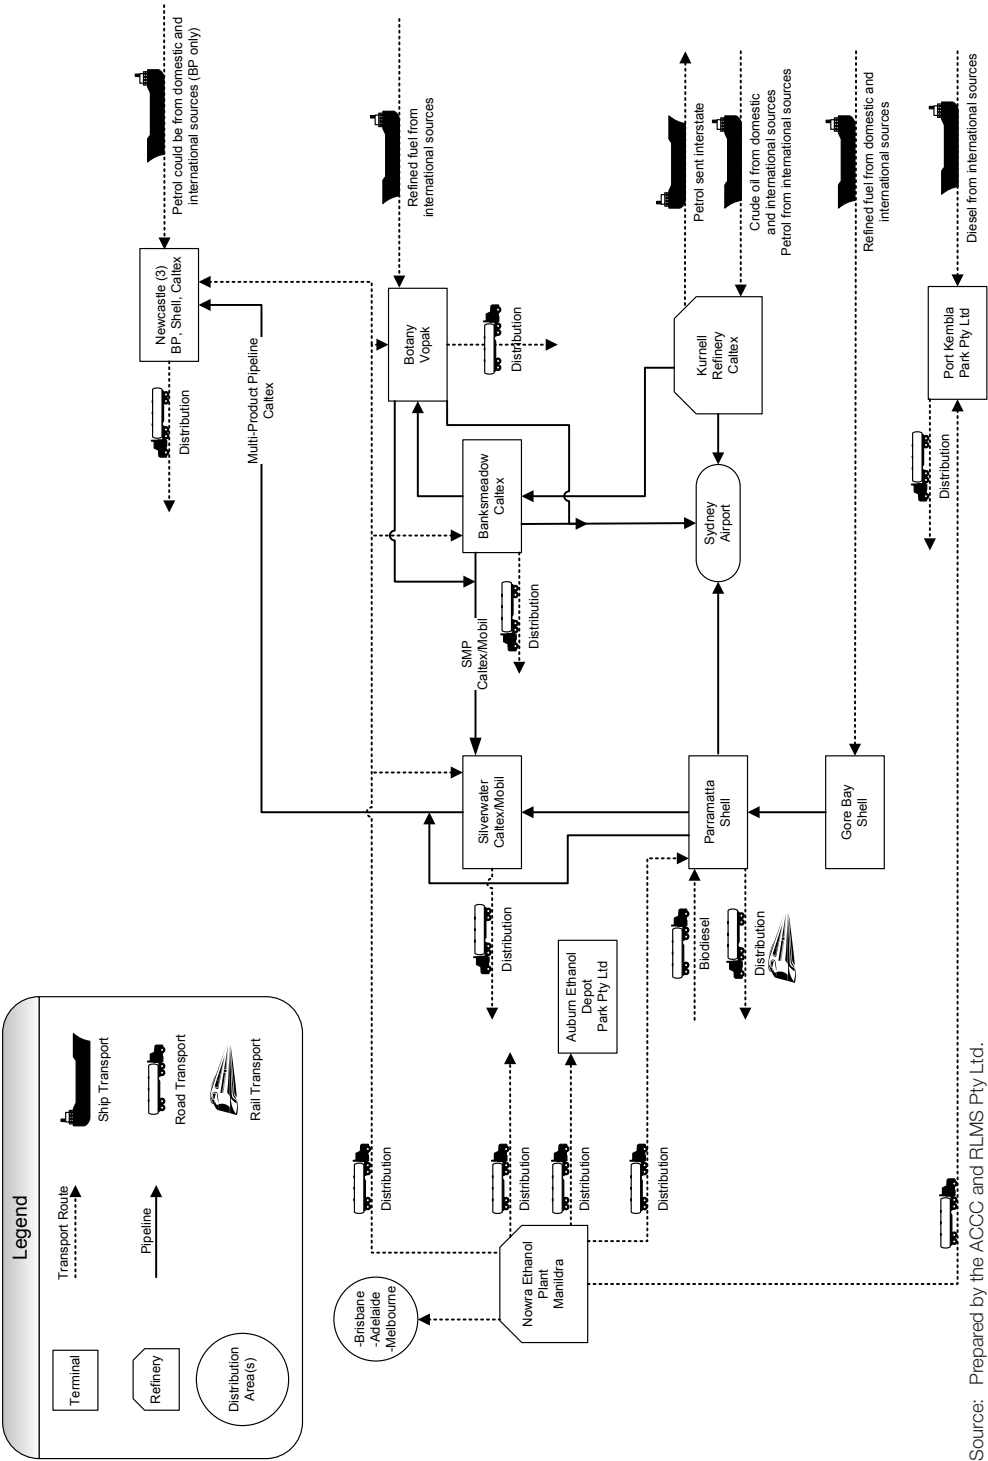 Legend
Terminal
Refinery
Distribution
Area(s)
Transport Route
Pipeline
Ship Transport
Road Transport
Rail Transport
Petrol could be from domestic and
international sources (BP only)
Newcastle (3)
BP, Shell, Caltex
Distribution
Multi-Product Pipeline
Caltex
Refined fuel from
international sources
Botany
Vopak
Distribution
Banksmeadow
Caltex
Distribution
SMP
Caltex/Mobil
Silverwater
Caltex/Mobil
Distribution
Petrol sent interstate
Crude oil from domestic
and international sources
Petrol from international sources
Kurnell
Refinery
Caltex
Sydney
Airport
Parramatta
Shell
Biodiesel
Distribution
Refined fuel from domestic and
international sources
Gore Bay
Shell
Diesel from international sources
Port Kembla
Park Pty Ltd
Distribution
Auburn Ethanol
Depot
Park Pty Ltd
Distribution
Distribution
Distribution
Distribution
Nowra Ethanol
Plant
Manildra
-Brisbane
-Adelaide
-Melbourne
Source: Prepared by the ACCC and RLMS Pty Ltd.